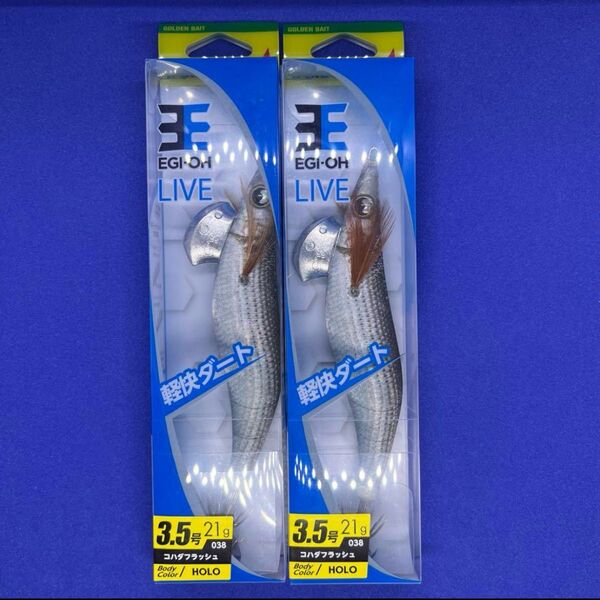 GOLDEN BAIT
EGI-OH
LIVE
軽快ダート
3.5号 21g
038
コハダフラッシュ
Body Color / HOLO
GOLDEN BAIT
EGI-OH
LIVE
軽快ダート
3.5号 21g
038
コハダフラッシュ
Body Color / HOLO